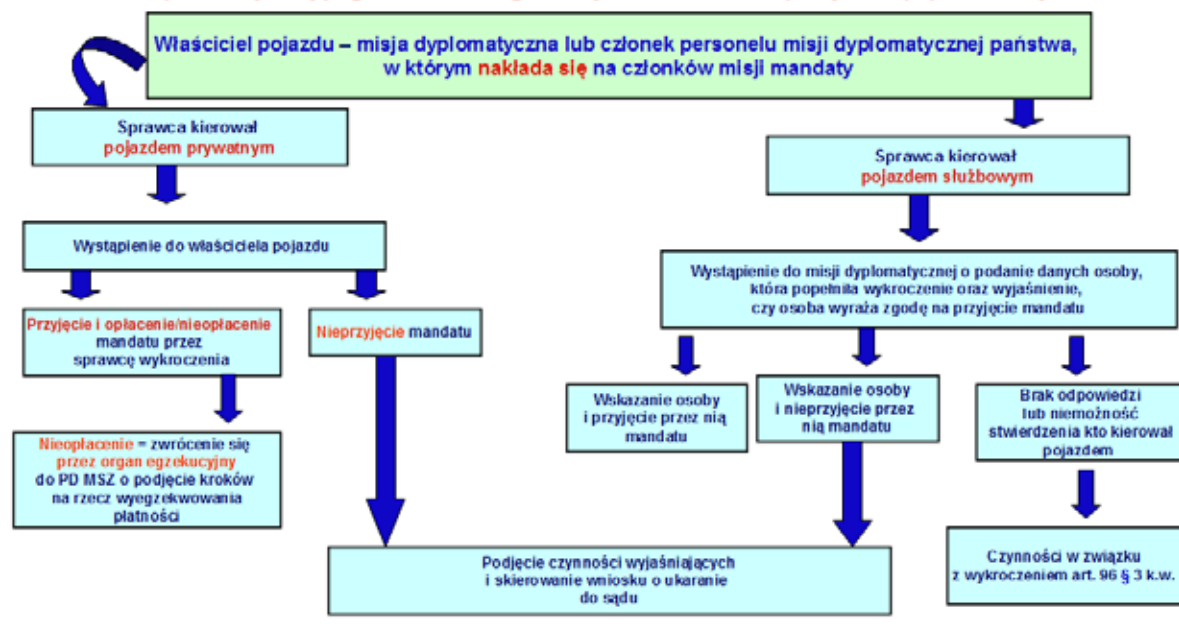 Właściciel pojazdu – misja dyplomatyczna lub członek personelu misji dyplomatycznej państwa,
w którym nakłada się na członków misji mandaty
Sprawca kierował
pojazdem prywatnym
Sprawca kierował
pojazdem służbowym
Wystąpienie do właściciela pojazdu
Wystąpienie do misji dyplomatycznej o podanie danych osoby,
która popełniła wykroczenie oraz wyjaśnienie,
czy osoba wyraża zgodę na przyjęcie mandatu
Przyjęcie i opłacenie/nieopłacenie
mandatu przez
sprawcę wykroczenia
Nieprzyjęcie mandatu
Wskazanie osoby
i przyjęcie przez nią
mandatu
Wskazanie osoby
i nieprzyjęcie przez
nią mandatu
Brak odpowiedzi
lub niemożność
stwierdzenia kto kierował
pojazdem
Nieopłacenie = zwrócenie się
przez organ egzekucyjny
do PD MSZ o podjęcie kroków
na rzecz wyegzekwowania
płatności
Podjęcie czynności wyjaśniających
i skierowanie wniosku o ukaranie
do sądu
Czynności w związku
z wykroczeniem art. 96 § 3 k.w.